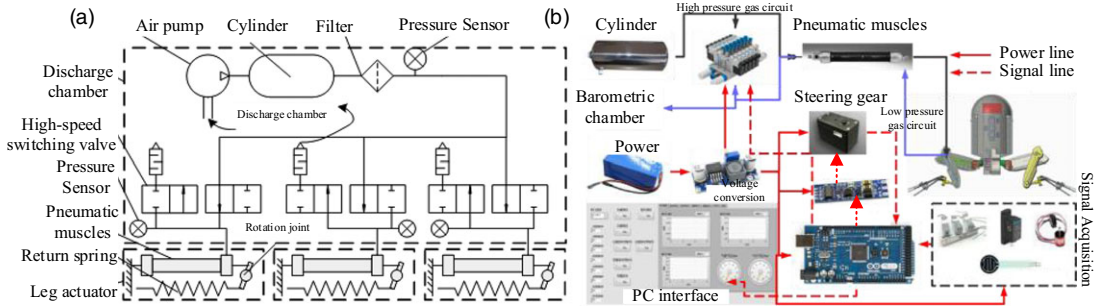 (a)
Air pump
Cylinder
Filter
Pressure Sensor
Discharge
chamber
Discharge chamber
High-speed
switching valve
Pressure
Sensor
Pneumatic
muscles
Rotation joint
Return spring
Leg actuator
(b)
Cylinder
High pressure gas circuit
Pneumatic muscles
Power line
Signal line
Barometric
chamber
Steering gear
Low pressure
gas circuit
Power
Voltage
conversion
Signal Acquisition
PC interface